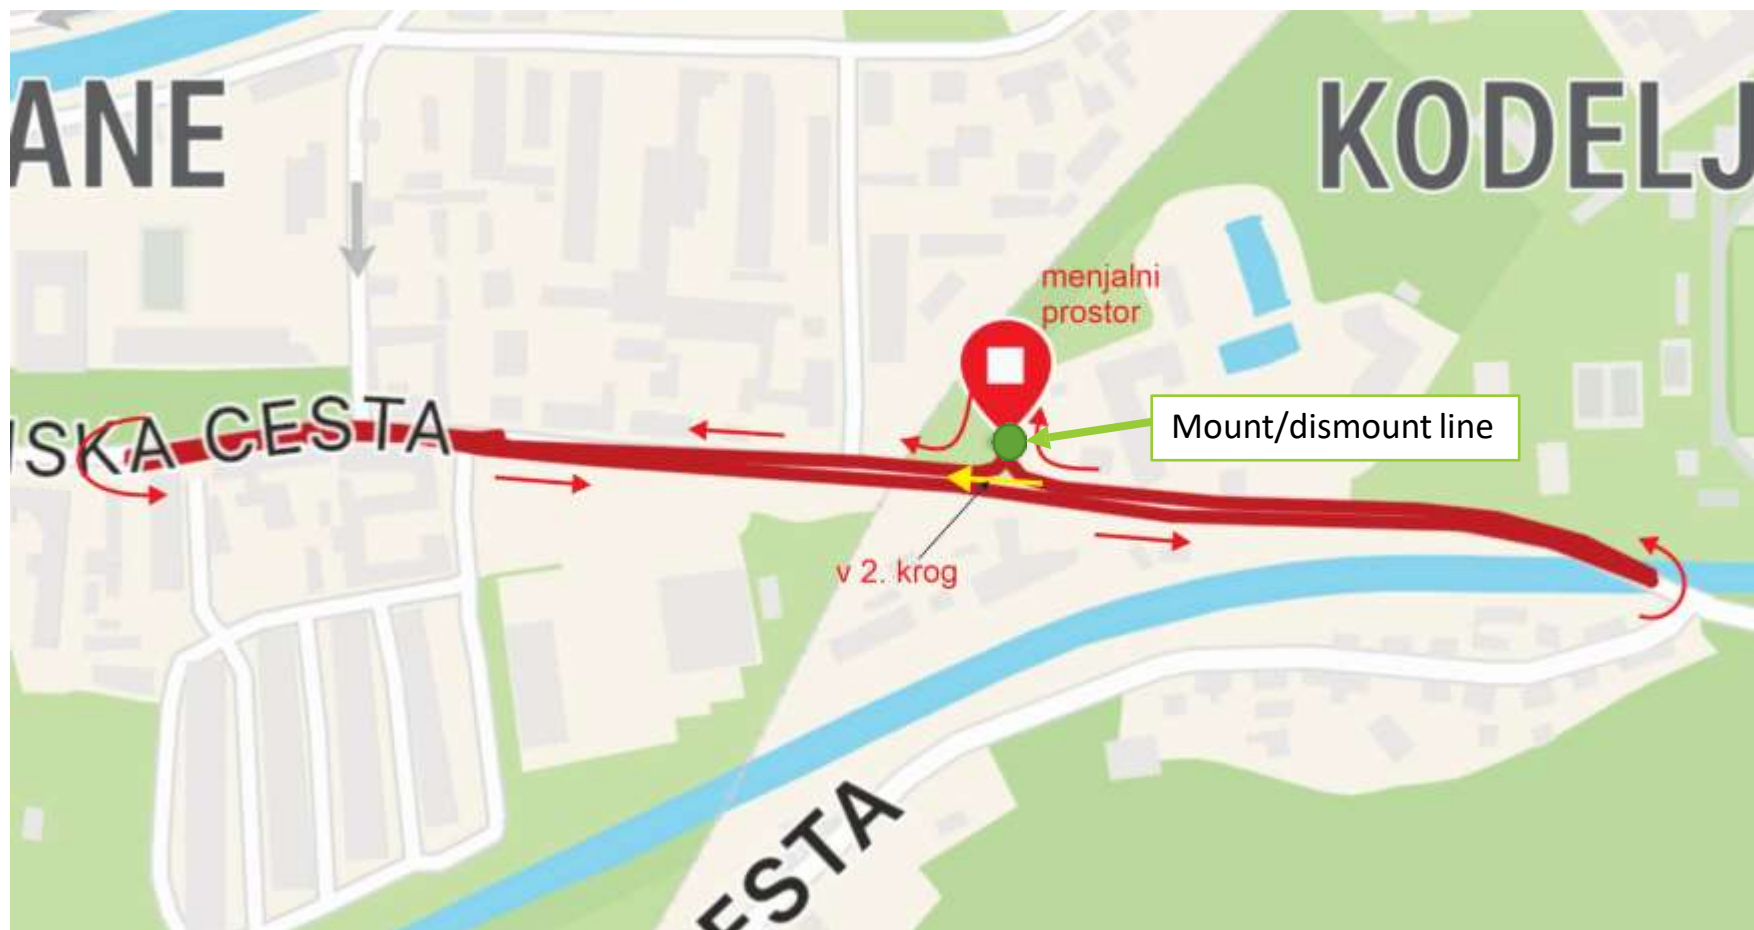 ANE
KODELJ
menjalni
prostor
Mount/dismount line
SKA CESTA
v 2. krog
ESTA